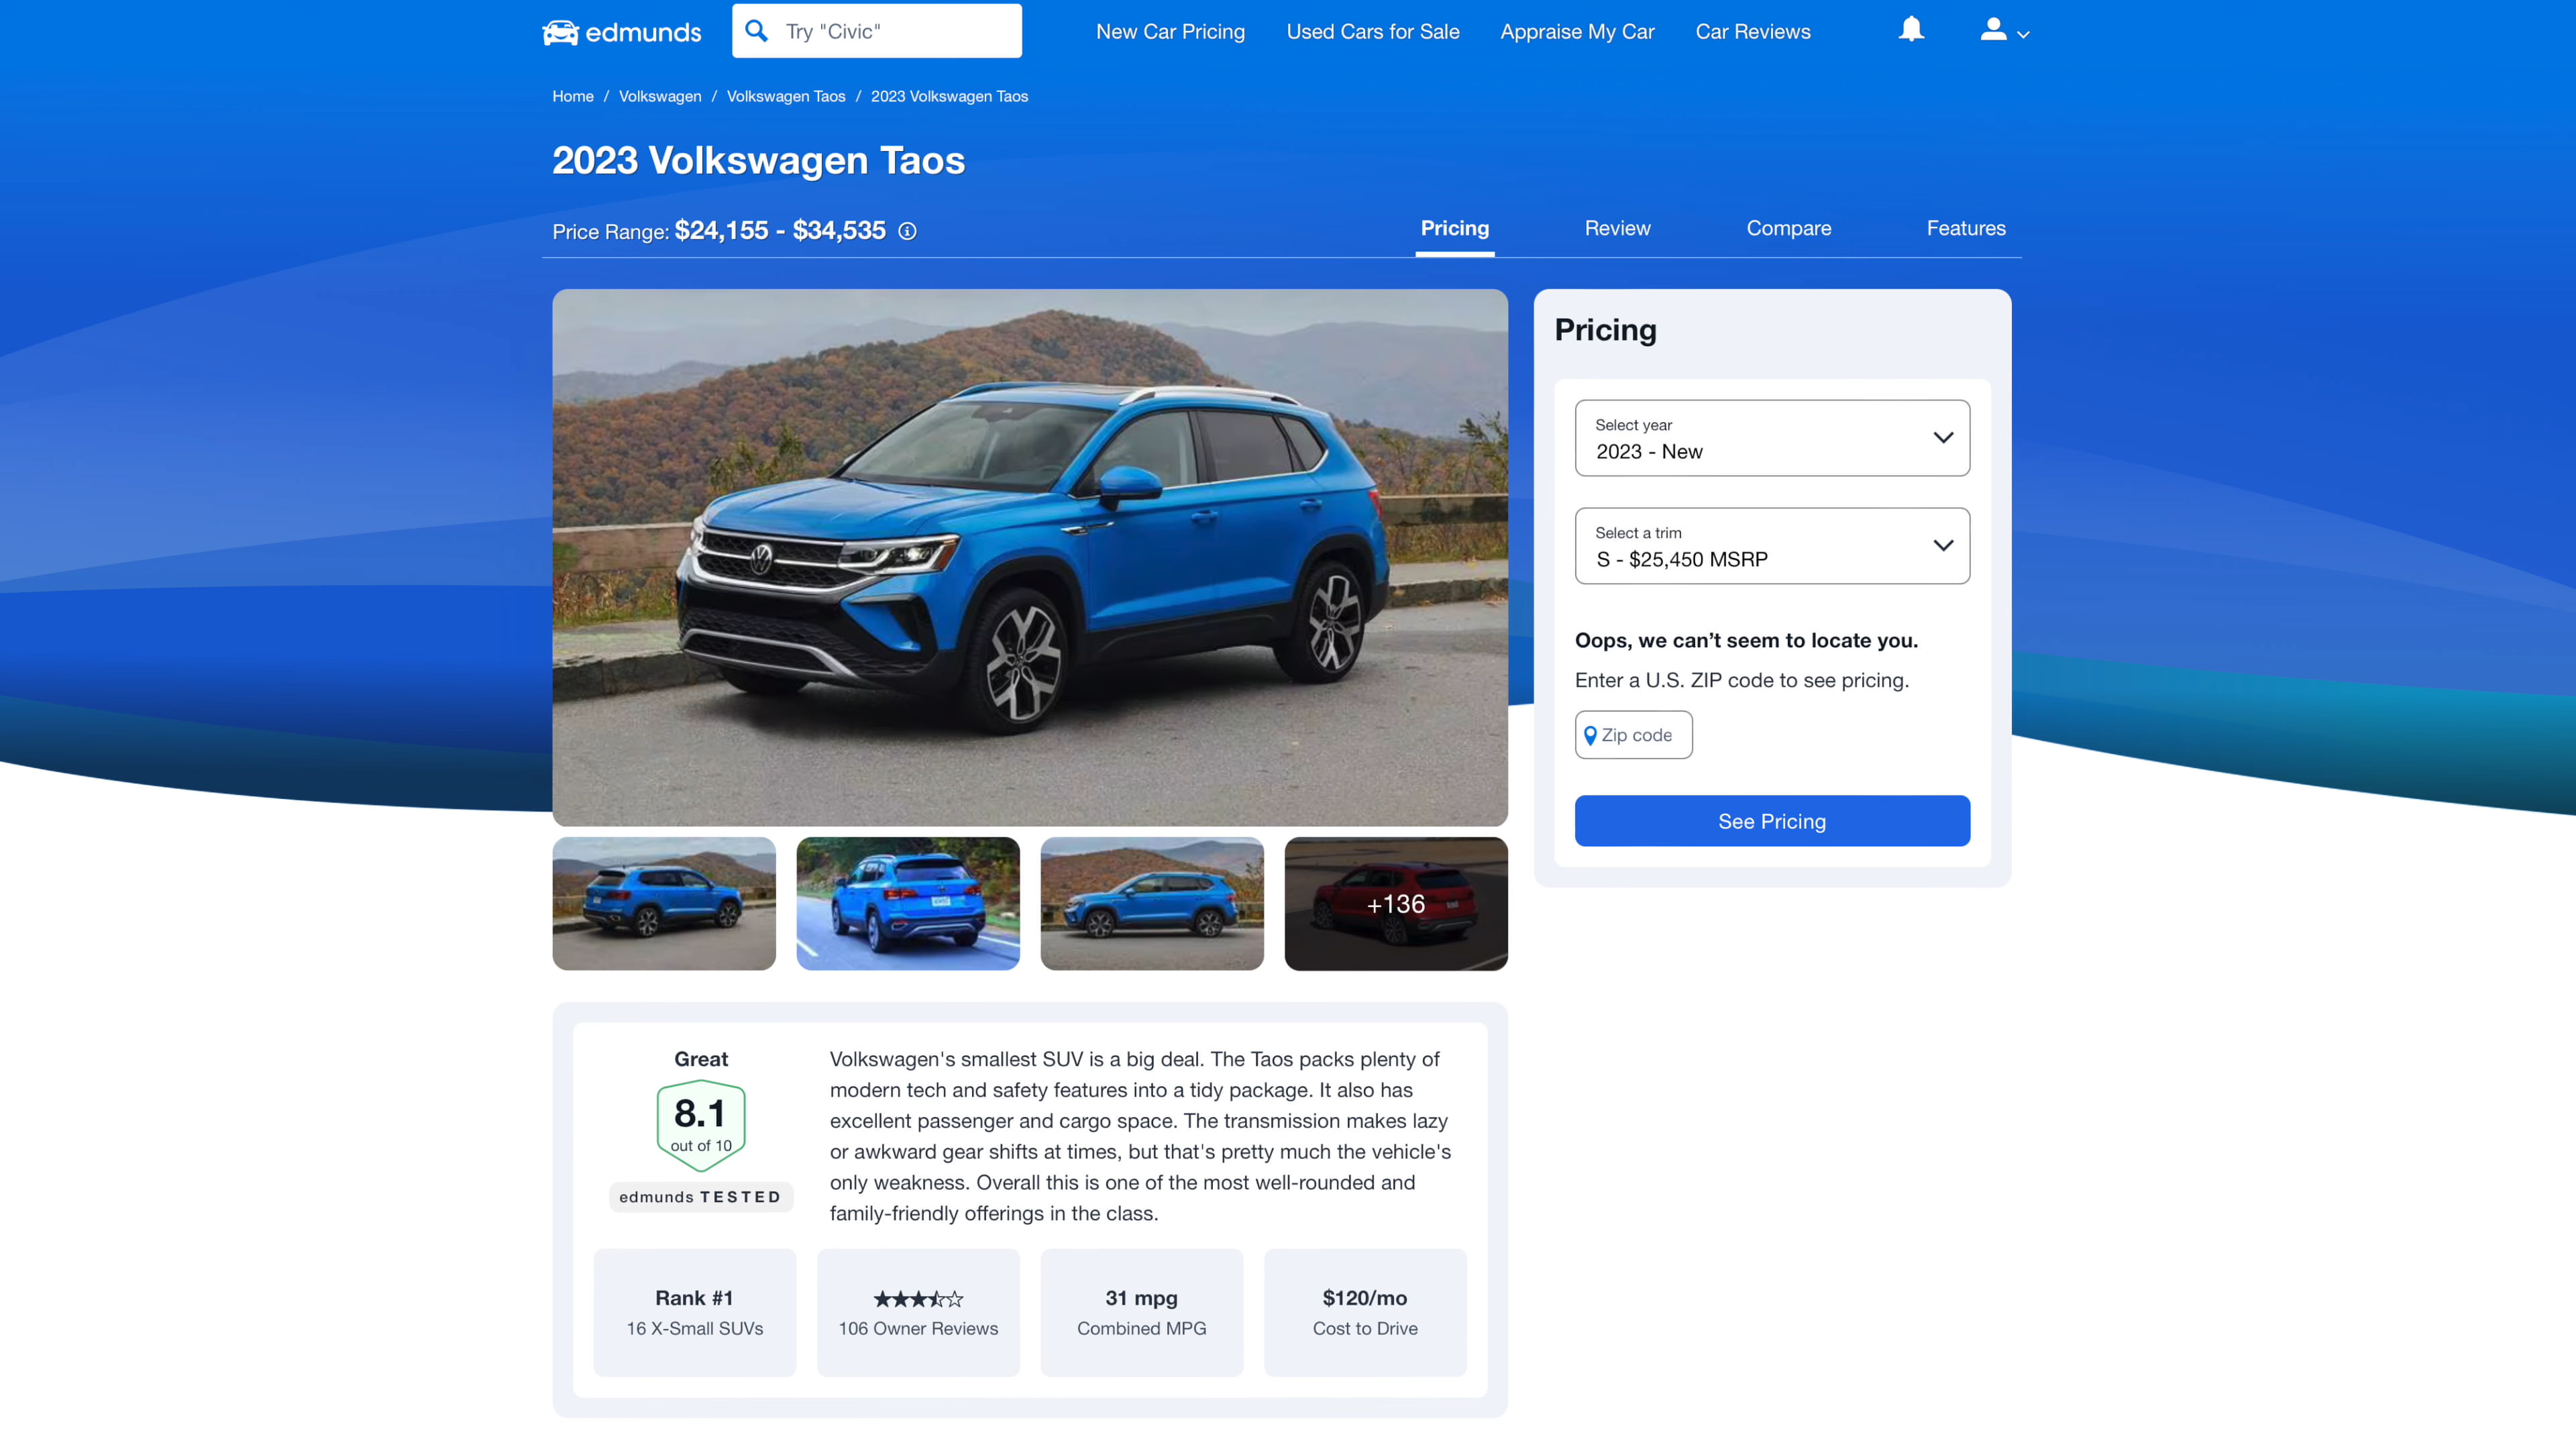 edmunds
Try "Civic"
New Car Pricing
Used Cars for Sale
Appraise My Car
Car Reviews
Home / Volkswagen / Volkswagen Taos / 2023 Volkswagen Taos
2023 Volkswagen Taos
Price Range: $24,155 - $34,535
Pricing
Review
Compare
Features
Pricing
Select year
2023 - New
Select a trim
S - $25,450 MSRP
Oops, we can’t seem to locate you.
Enter a U.S. ZIP code to see pricing.
Zip code
See Pricing
+136
Great
8.1
out of 10
edmunds TESTED
Volkswagen's smallest SUV is a big deal. The Taos packs plenty of
modern tech and safety features into a tidy package. It also has
excellent passenger and cargo space. The transmission makes lazy
or awkward gear shifts at times, but that's pretty much the vehicle's
only weakness. Overall this is one of the most well-rounded and
family-friendly offerings in the class.
Rank #1
16 X-Small SUVs
106 Owner Reviews
31 mpg
Combined MPG
$120/mo
Cost to Drive